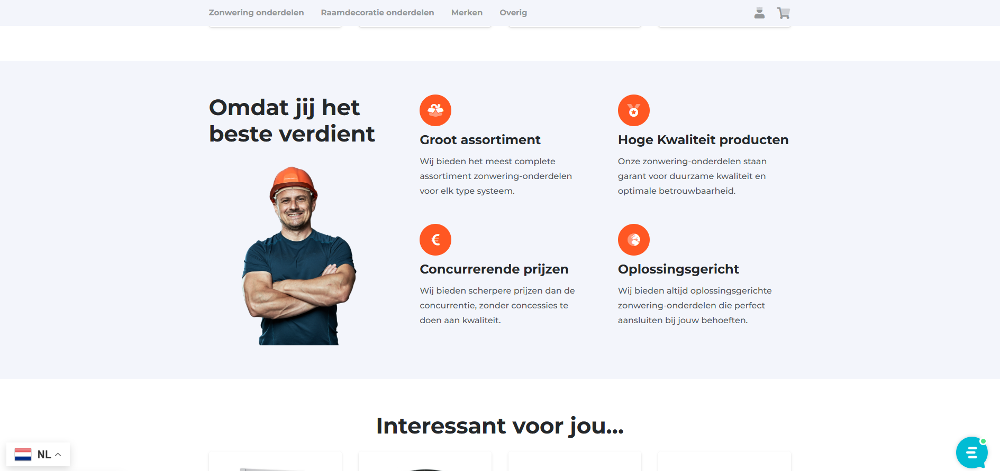 Zonwering onderdelen
Raamdecoratie onderdelen
Merken
Overig
Omdat jij het
beste verdient
Groot assortiment
Wij bieden het meest complete
assortiment zonwering-onderdelen
voor elk type systeem.
Hoge Kwaliteit producten
Onze zonwering-onderdelen staan
garant voor duurzame kwaliteit en
optimale betrouwbaarheid.
€
Concurrerende prijzen
Wij bieden scherpere prijzen dan de
concurrentie, zonder concessies te
doen aan kwaliteit.
Oplossingsgericht
Wij bieden altijd oplossingsgerichte
zonwering-onderdelen die perfect
aansluiten bij jouw behoeften.
Interessant voor jou...
NL